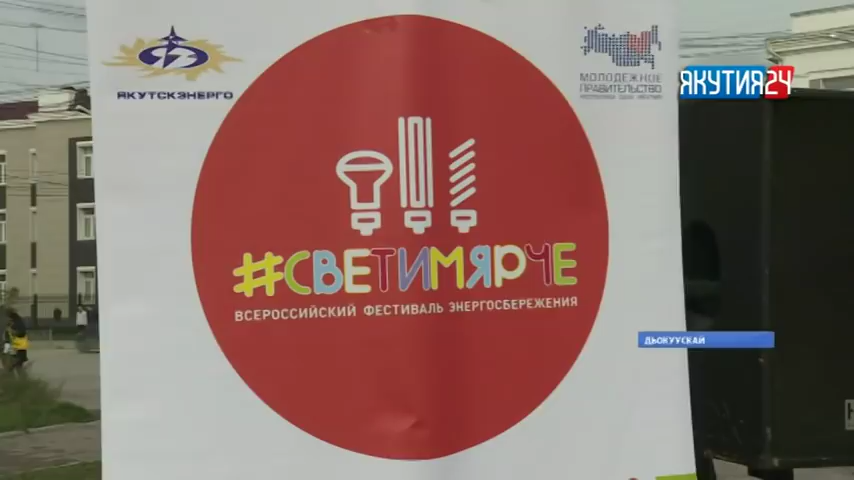 ЯКУТСКЭНЕРГО
МОЛОДЕЖНОЕ
ПРАВИТЕЛЬСТВО
ЯКУТИЯ24
#СВЕТИМЯРЧЕ
ВСЕРОССИЙСКИЙ ФЕСТИВАЛЬ ЭНЕРГОСБЕРЕЖЕНИЯ
ДЬОКУУСКАЙ